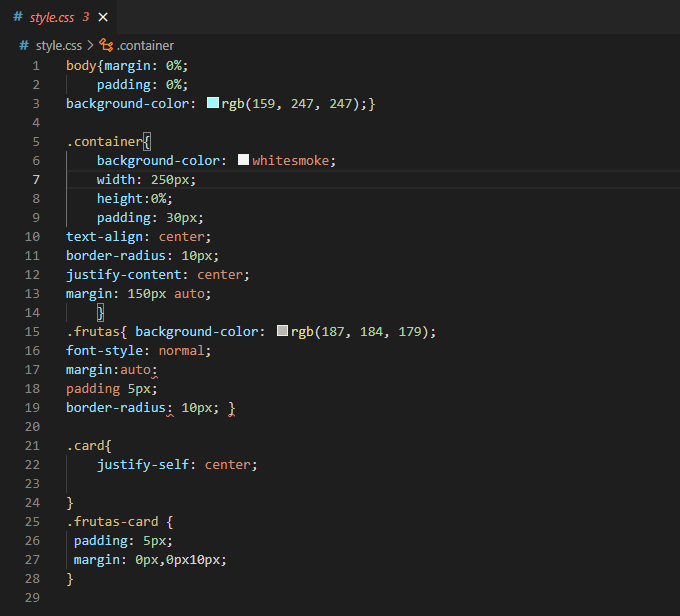 # style.css 3 ×
# style.css > .container
1 body{margin: 0%;
2 padding: 0%;
3 background-color: rgb(159, 247, 247);}
4
5 .container{
6 background-color: whitesmoke;
7 width: 250px;
8 height:0%;
9 padding: 30px;
10 text-align: center;
11 border-radius: 10px;
12 justify-content: center;
13 margin: 150px auto;
14 }
15 .frutas{ background-color: rgb(187, 184, 179);
16 font-style: normal;
17 margin:auto:
18 padding 5px;
19 border-radius: 10px; }
20
21 .card{
22 justify-self: center;
23
24 }
25 .frutas-card {
26 padding: 5px;
27 margin: 0px,0px10px;
28 }
29